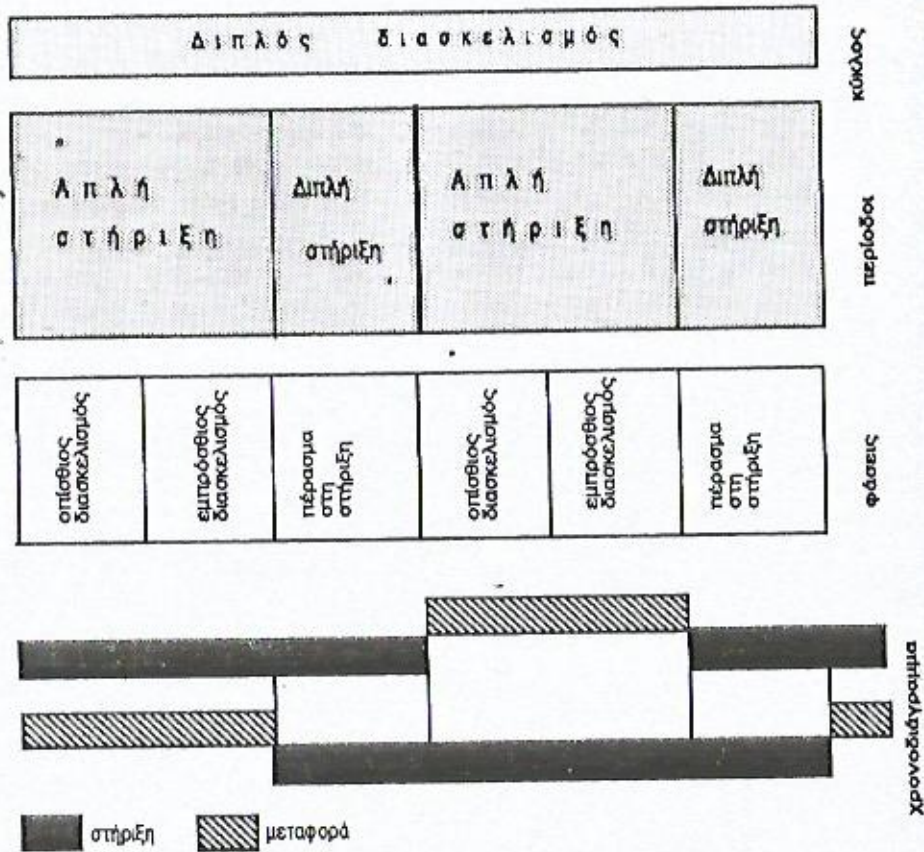 Διπλός διασκελισμός
κύκλος
Απλή
στήριξη
Διπλή
στήριξη
Απλή
στήριξη
Διπλή
στήριξη
περίοδοι
οπίσθιος
διασκελισμός
εμπρόσθιος
διασκελισμός
πέρασμα
στη
στήριξη
οπίσθιος
διασκελισμός
εμπρόσθιος
διασκελισμός
πέρασμα
στη
στήριξη
φάσεις
Χρονοφιγράμμα
στήριξη
μεταφορά